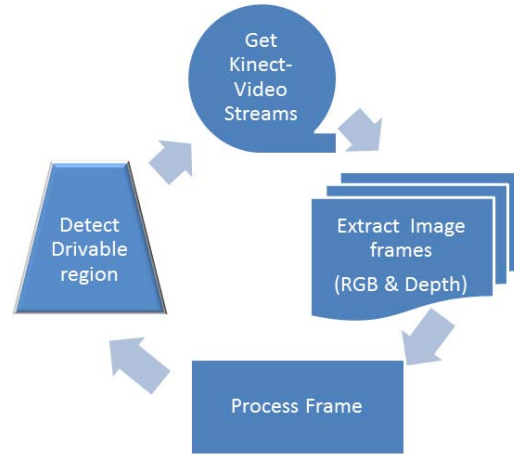 Get
Kinect-
Video
Streams
Extract Image
frames
(RGB & Depth)
Process Frame
Detect
Drivable
region